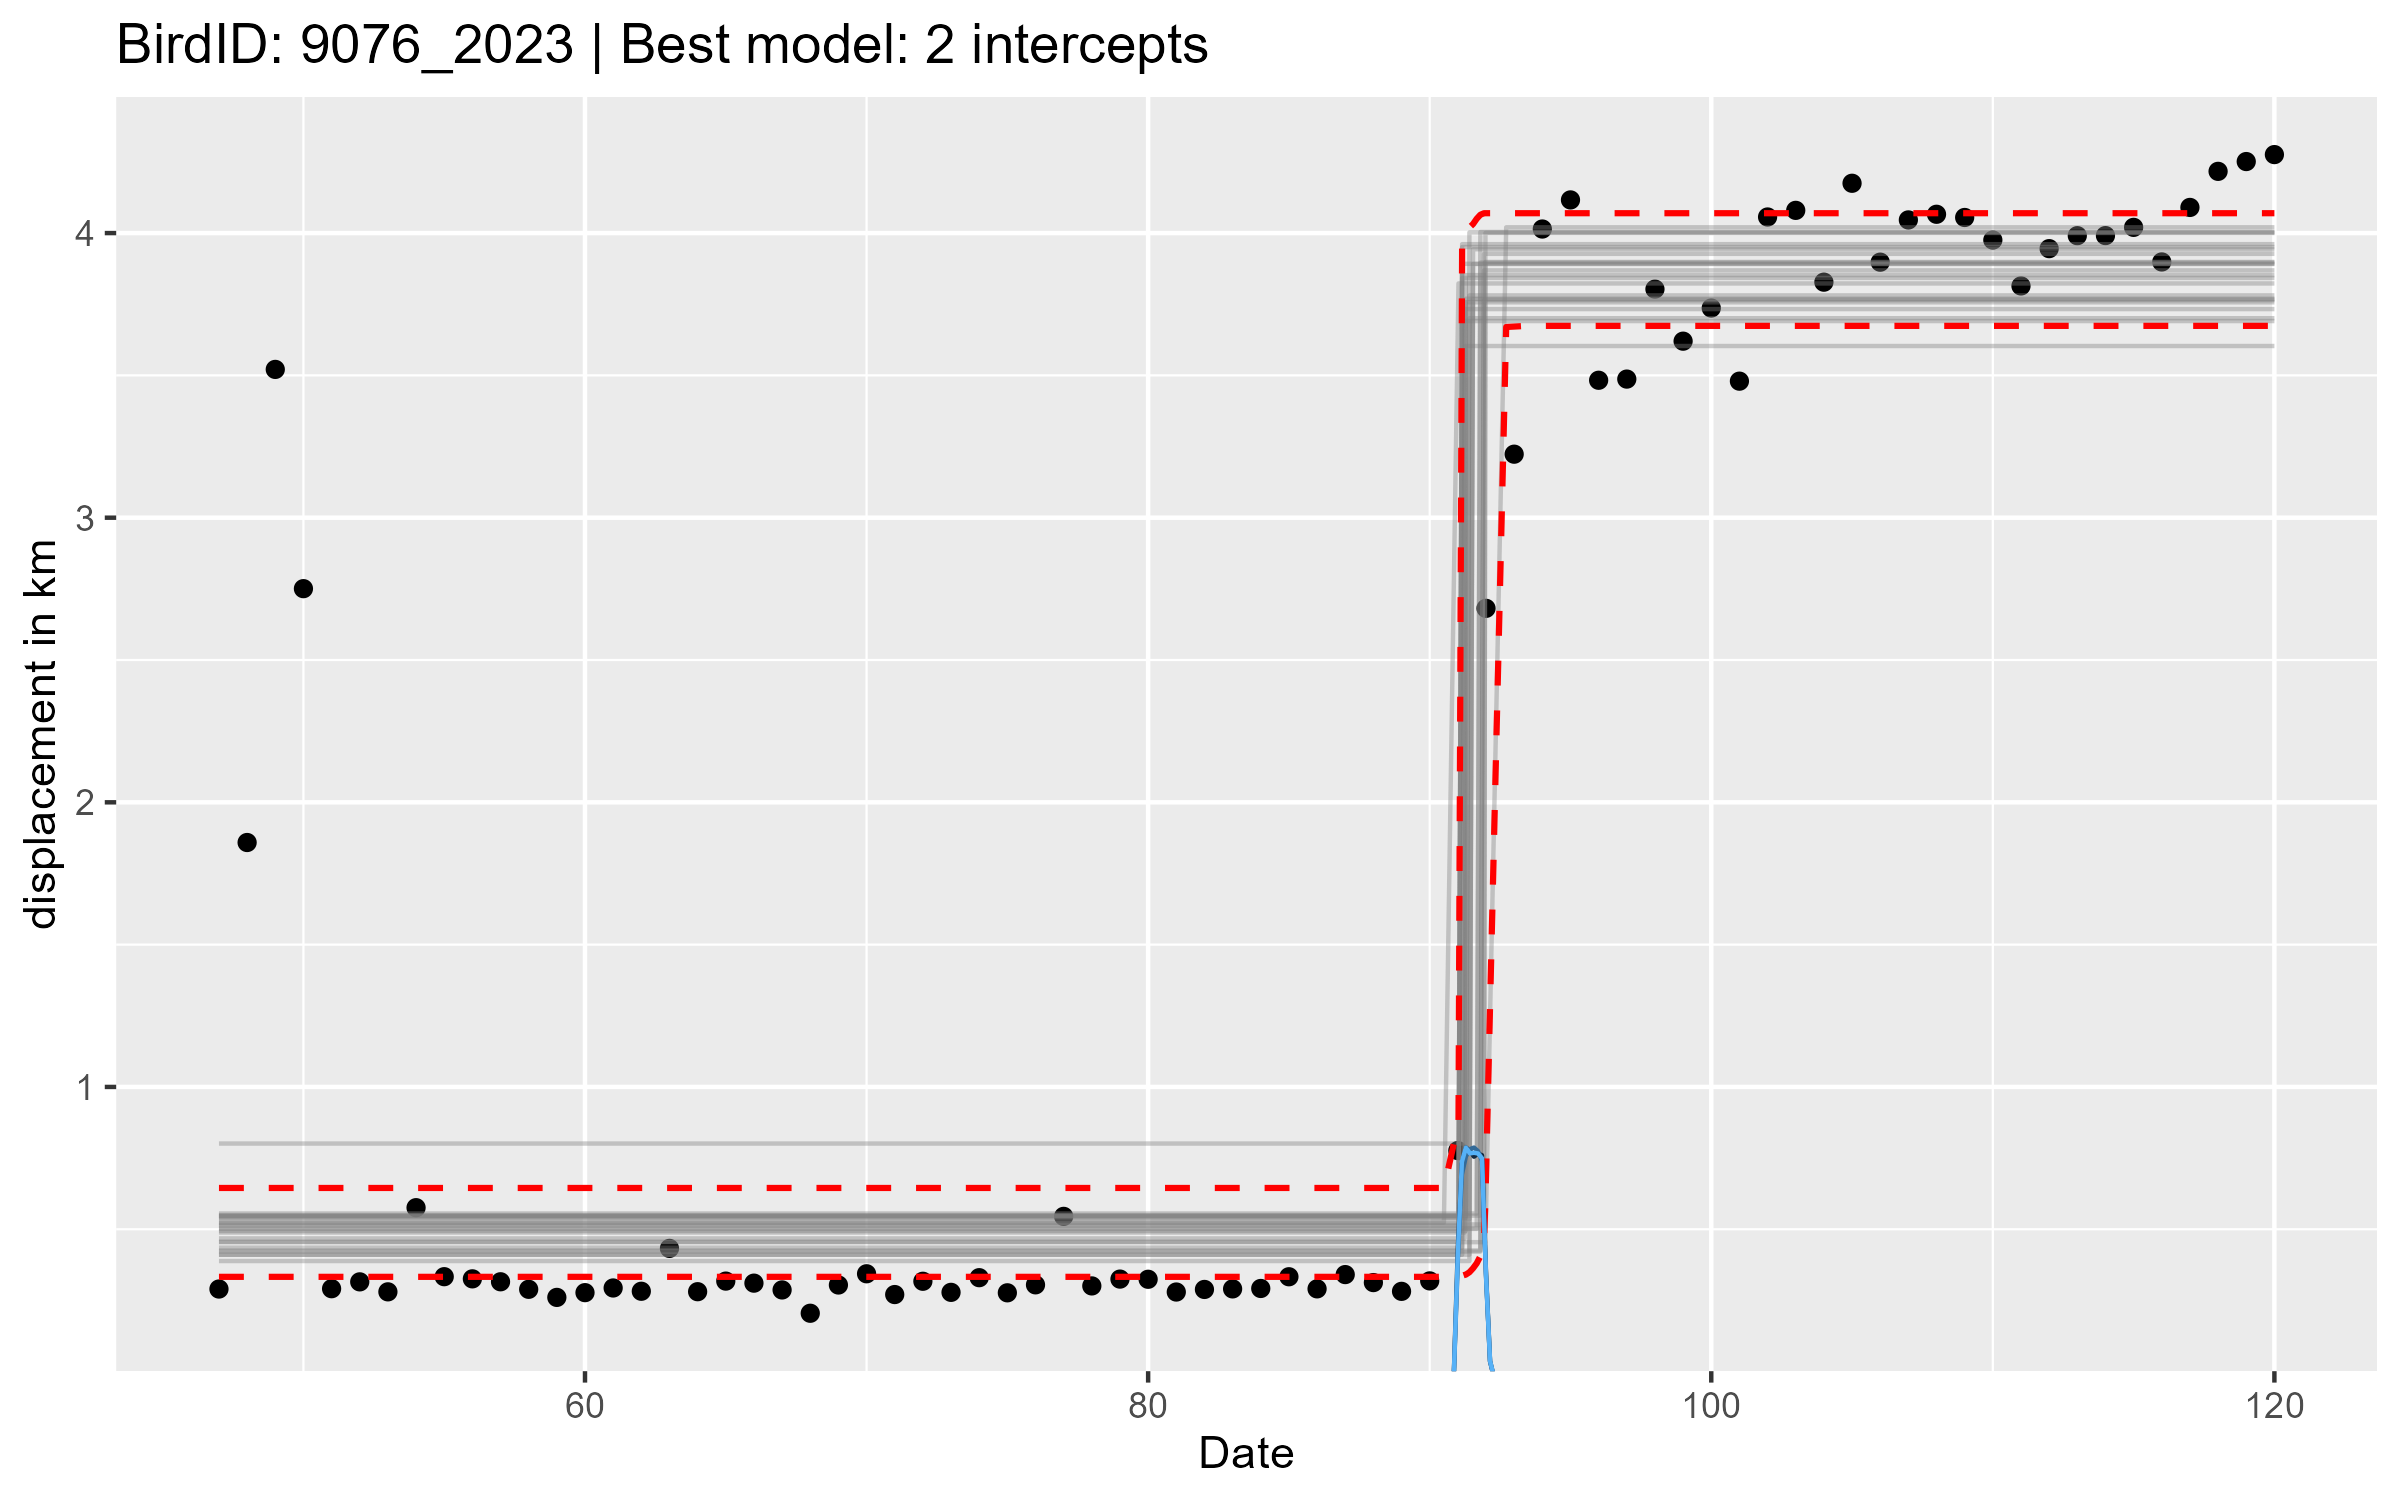 BirdID: 9076_2023 | Best model: 2 intercepts
displacement in km
4
3
2
1
60 80 100 120
Date